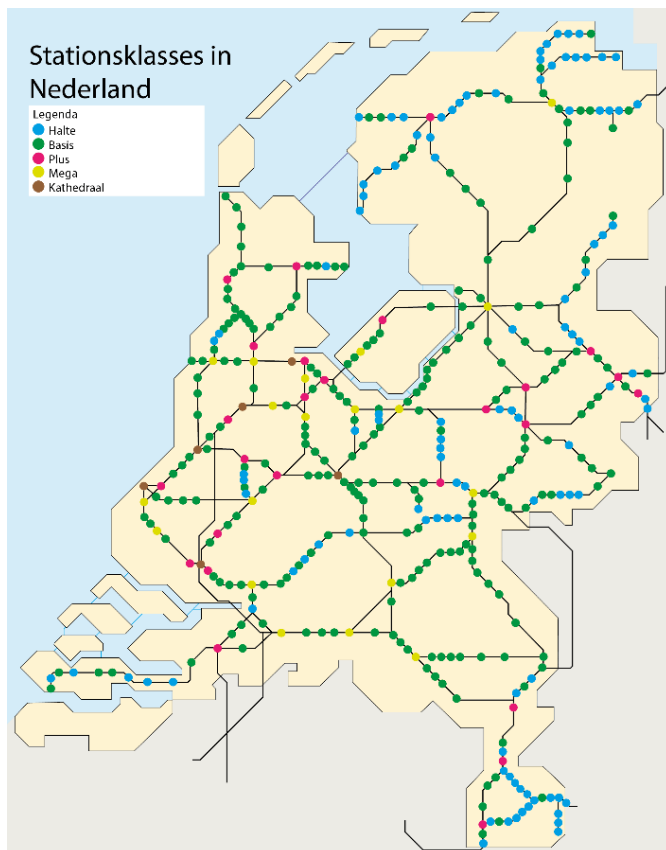 Stationsklasses in
Nederland
Legenda
Halte
Basis
Plus
Mega
Kathedraal